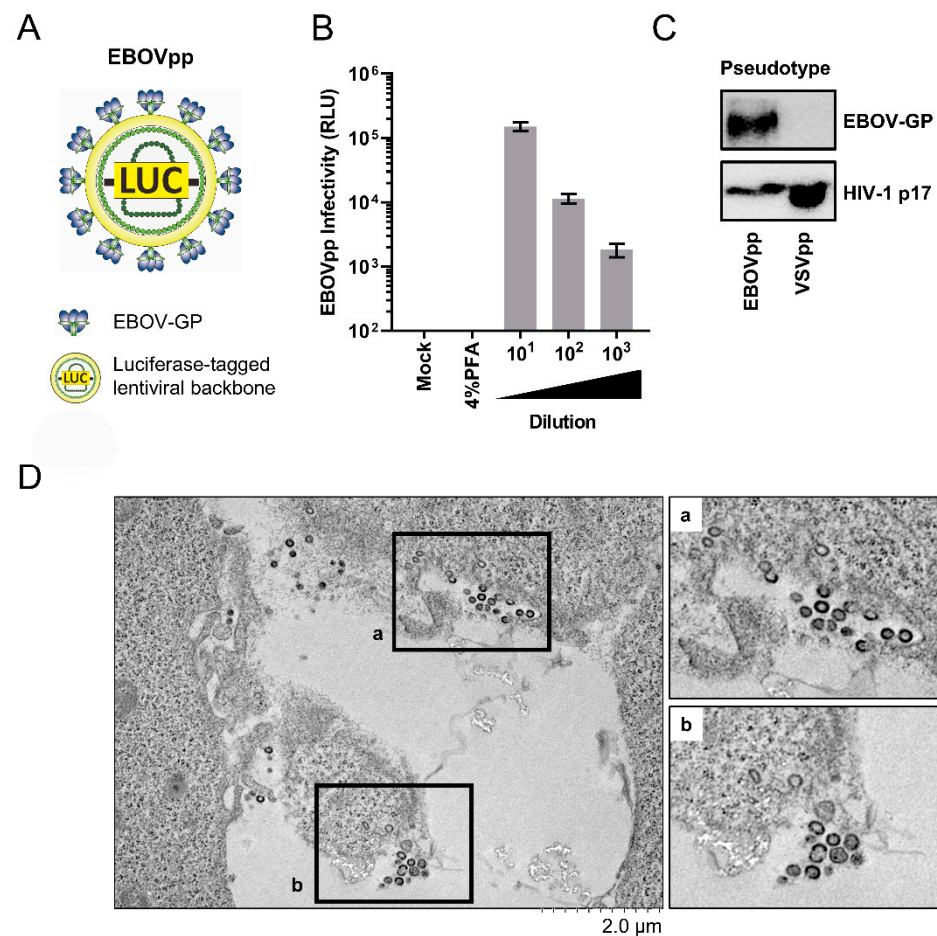 A
EBOVpp
LUC
EBOV-GP
LUC
Luciferase-tagged
lentiviral backbone
B
EBOVpp Infectivity (RLU)
10⁶
10⁵
10⁴
10³
10²
Mock
4%PFA
10¹
10²
10³
Dilution
C
Pseudotype
EBOV-GP
HIV-1 p17
EBOVpp
VSVpp
D
a
b
a
b
2.0 µm